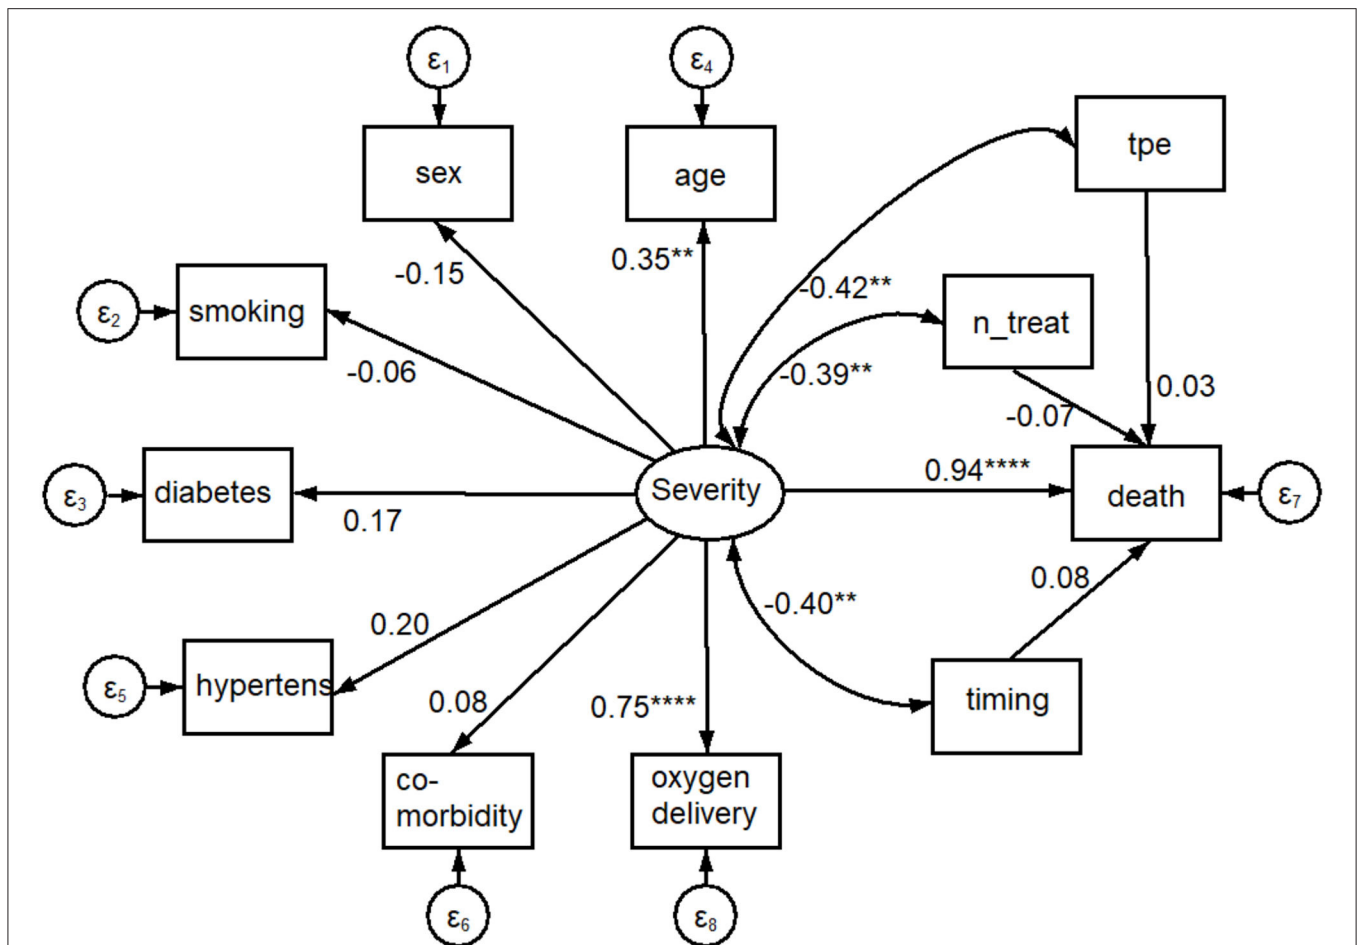 ε1
ε4
sex
age
tpe
-0.15
0.35**
-0.42**
ε2
smoking
n_treat
-0.06
-0.39**
0.03
-0.07
ε3
diabetes
0.17
Severity
0.94****
death
ε7
0.20
-0.40**
0.08
ε5
hypertens
0.08
0.75****
timing
co-
morbidity
oxygen
delivery
ε6
ε8